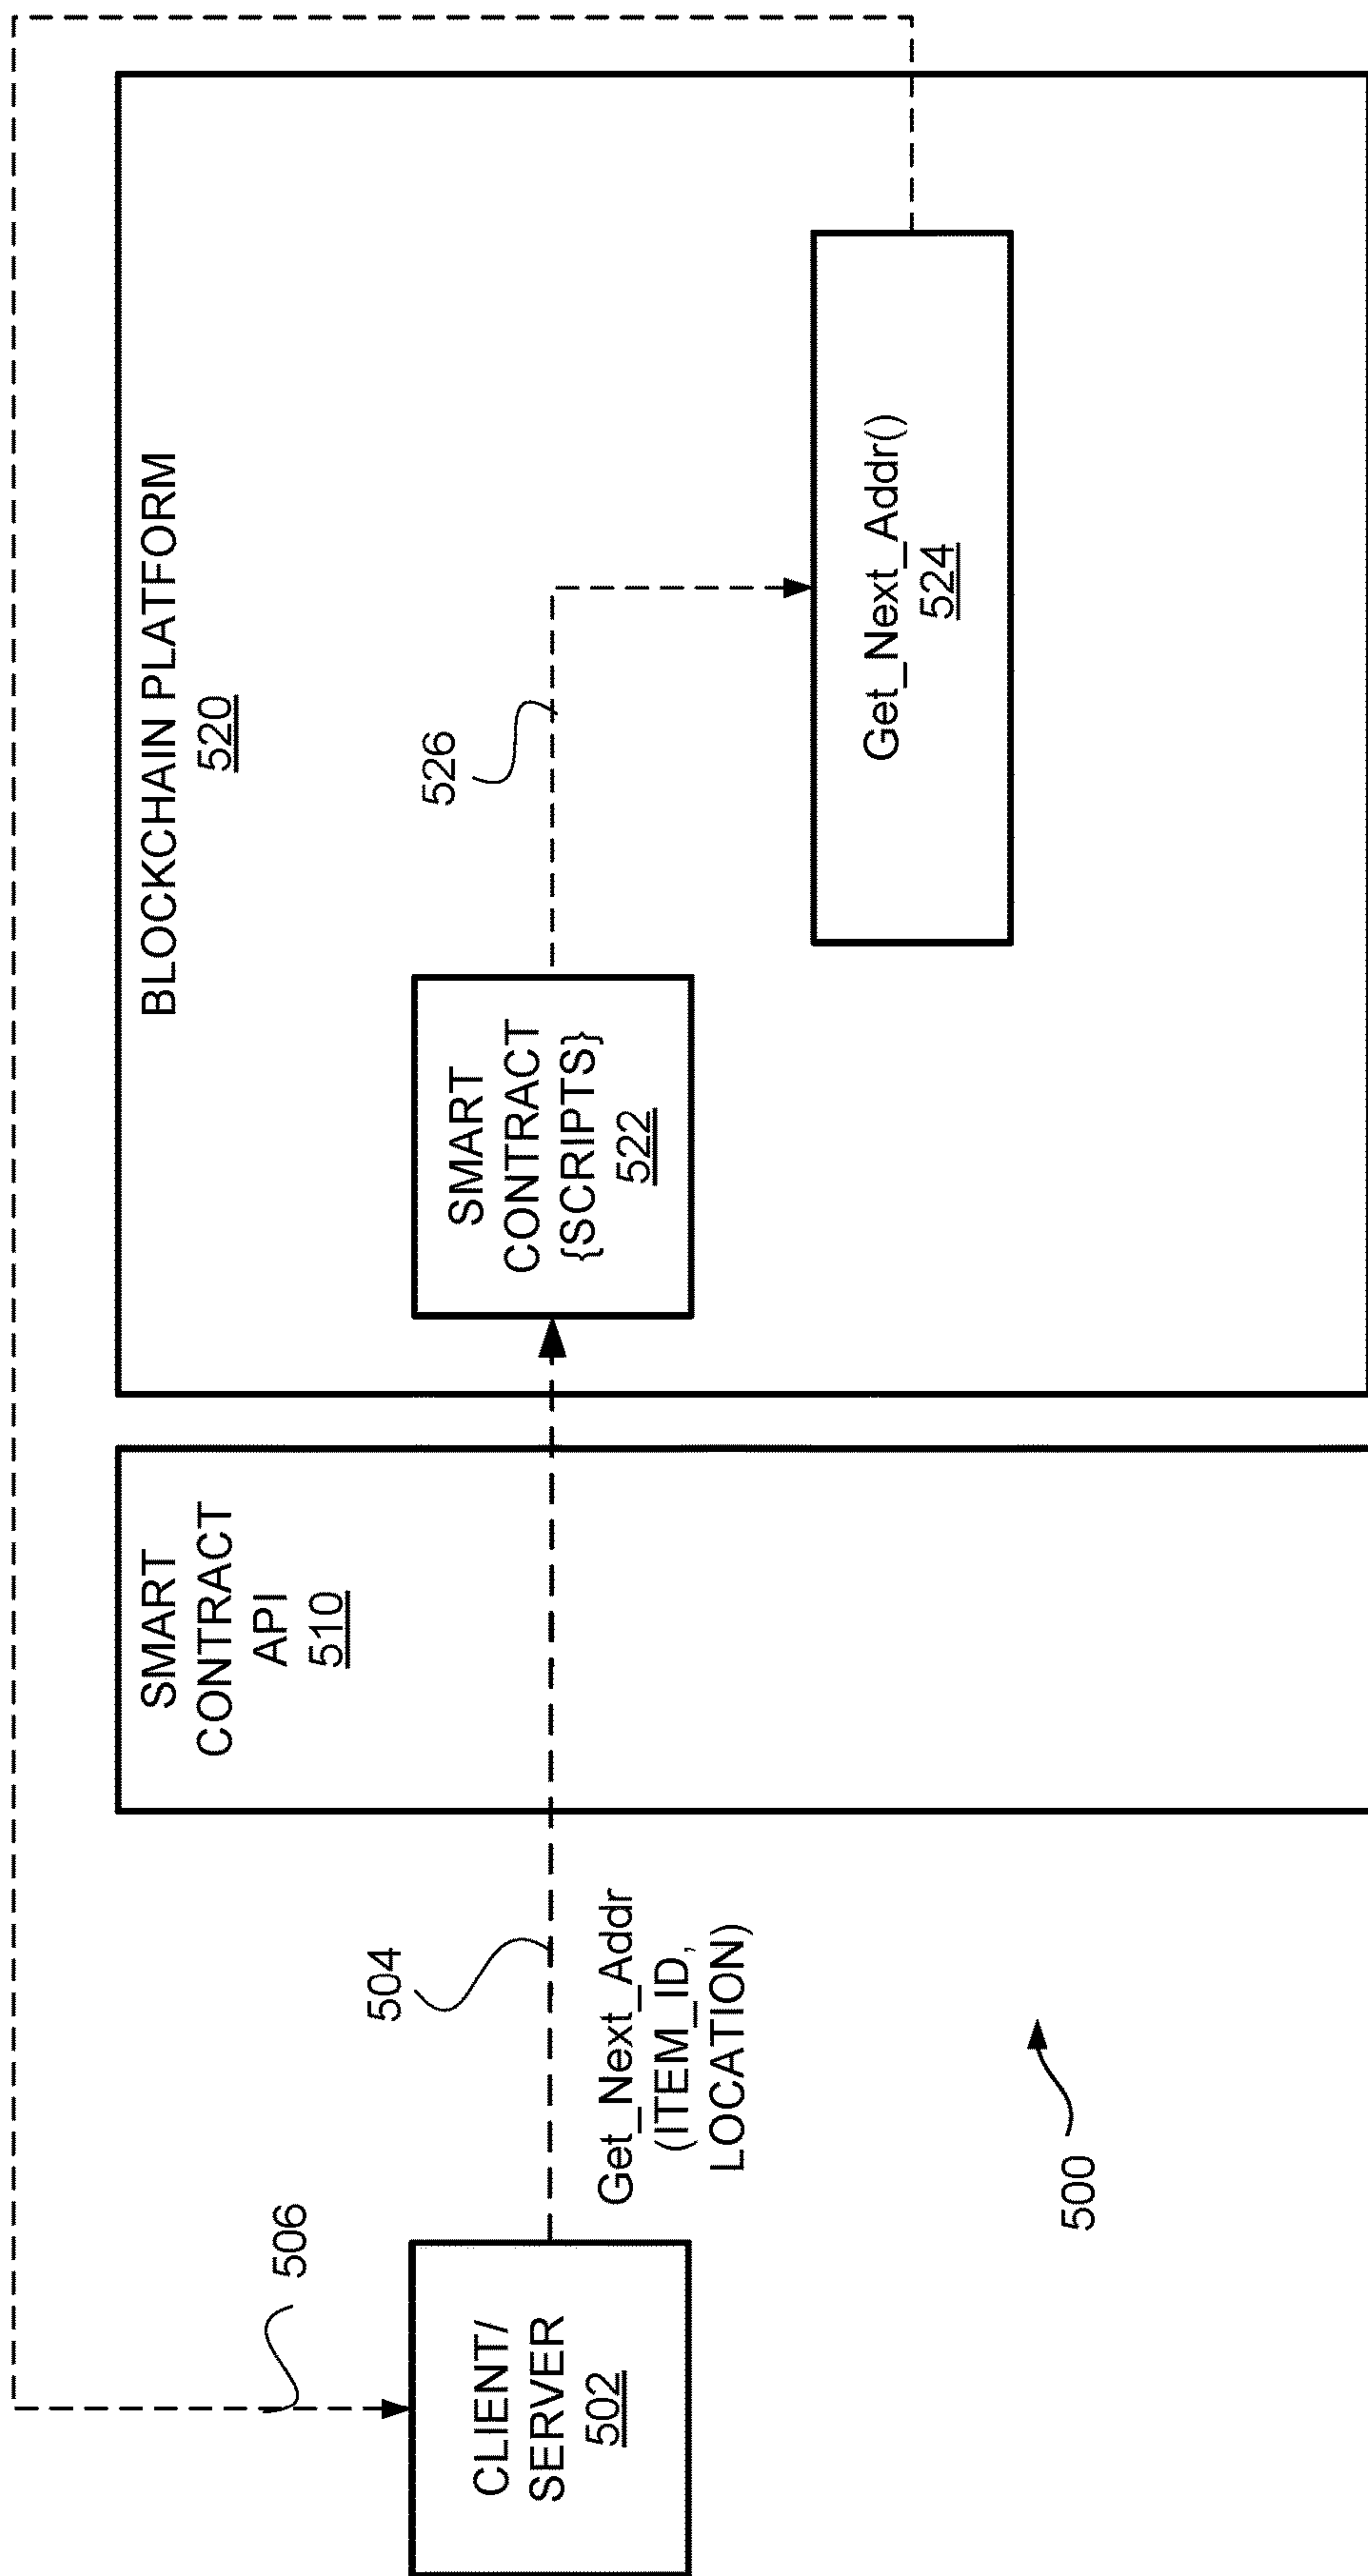 506
CLIENT/
SERVER
502
504
Get_Next_Addr
(ITEM_ID,
LOCATION)
500
SMART
CONTRACT
API
510
BLOCKCHAIN PLATFORM
520
SMART
CONTRACT
{SCRIPTS}
522
526
Get_Next_Addr()
524